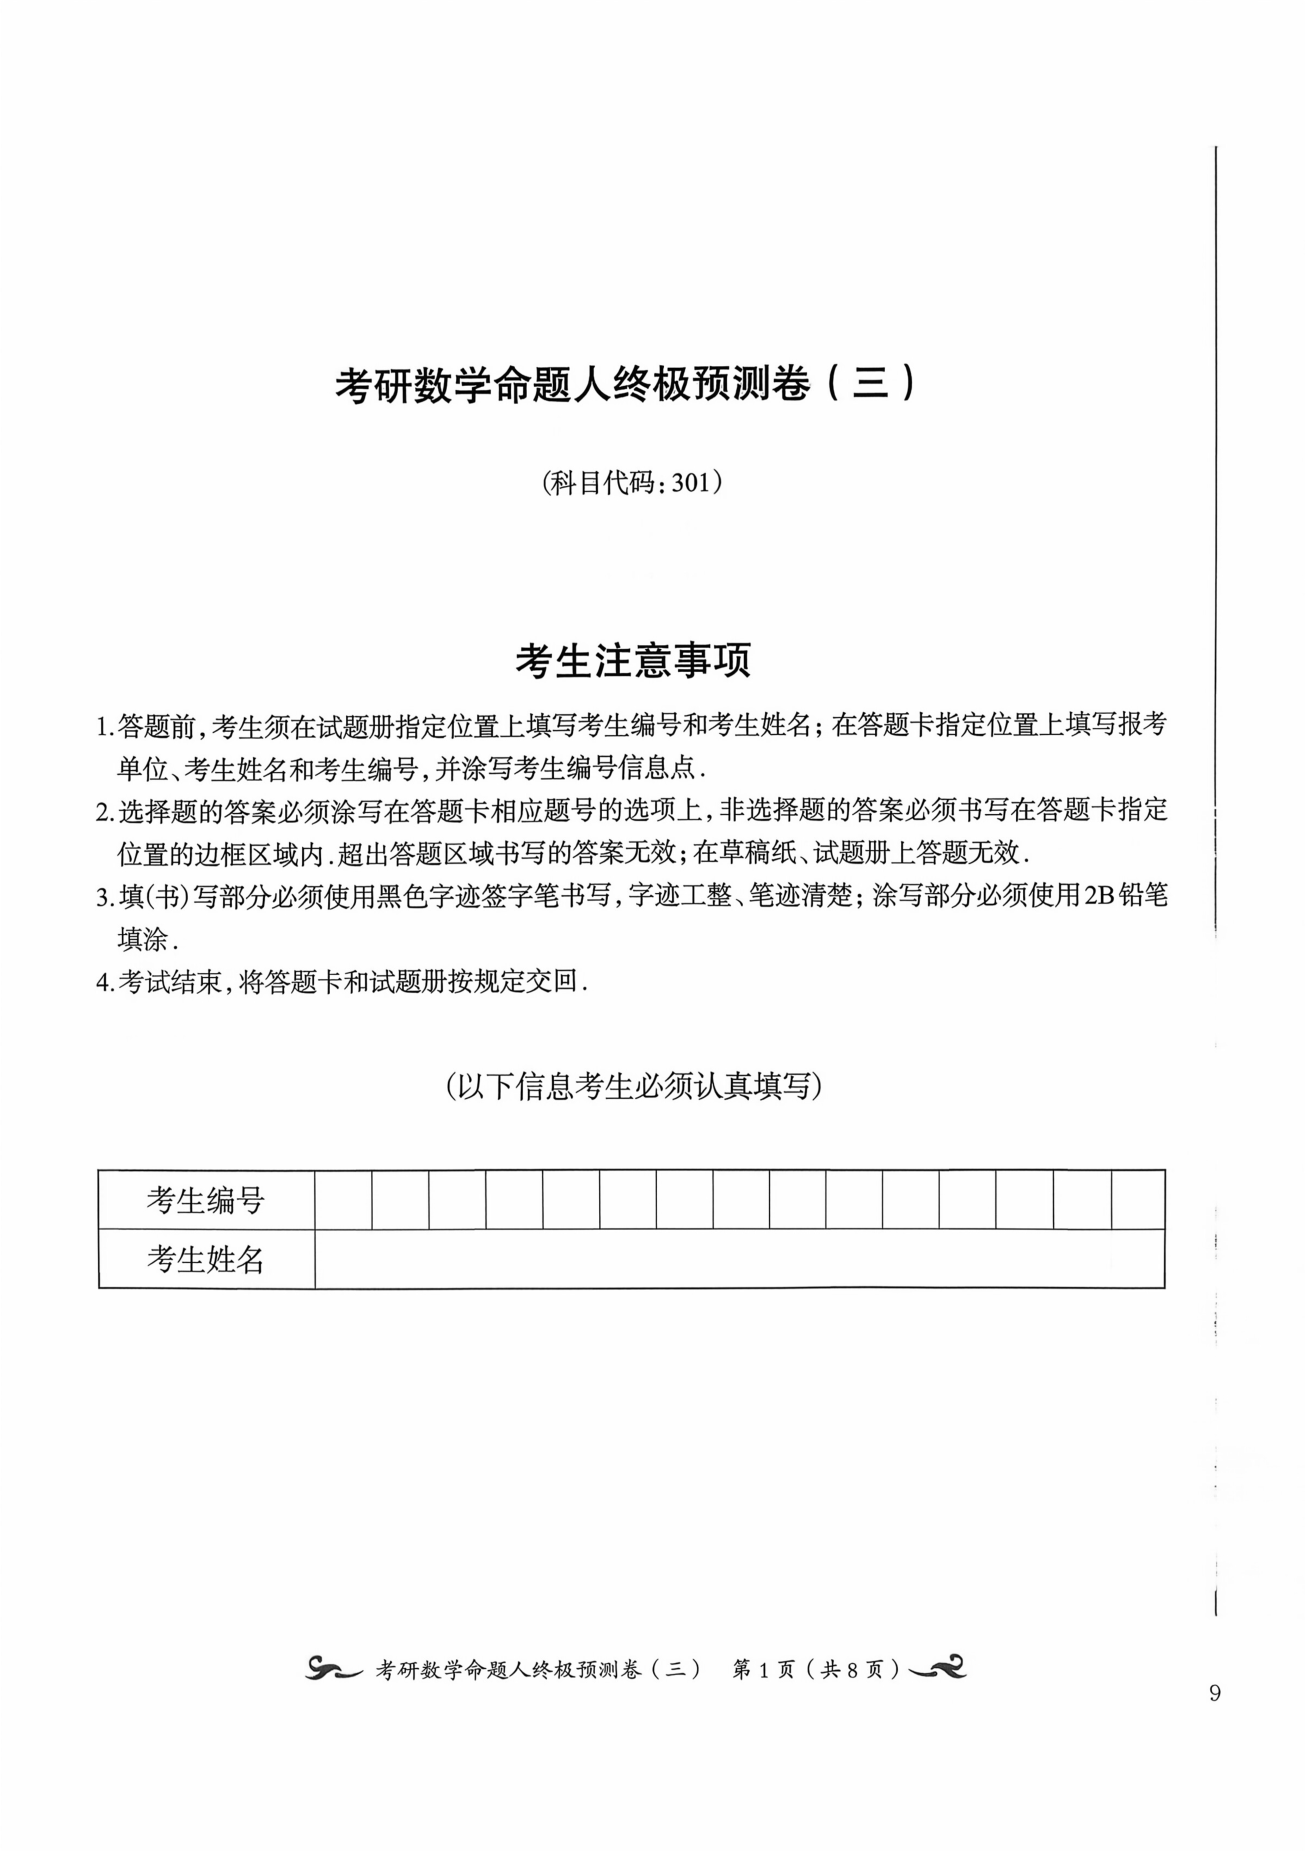 考研数学命题人终极预测卷(三)
(科目代码:301)
考生注意事项
1.答题前,考生须在试题册指定位置上填写考生编号和考生姓名;在答题卡指定位置上填写报考
单位、考生姓名和考生编号,并涂写考生编号信息点.
2.选择题的答案必须涂写在答题卡相应题号的选项上,非选择题的答案必须书写在答题卡指定
位置的边框区域内.超出答题区域书写的答案无效;在草稿纸、试题册上答题无效.
3.填(书)写部分必须使用黑色字迹签字笔书写,字迹工整、笔迹清楚;涂写部分必须使用2B铅笔
填涂.
4.考试结束,将答题卡和试题册按规定交回.
(以下信息考生必须认真填写)
考生编号
考生姓名
考研数学命题人终极预测卷(三) 第1页(共8页)
9